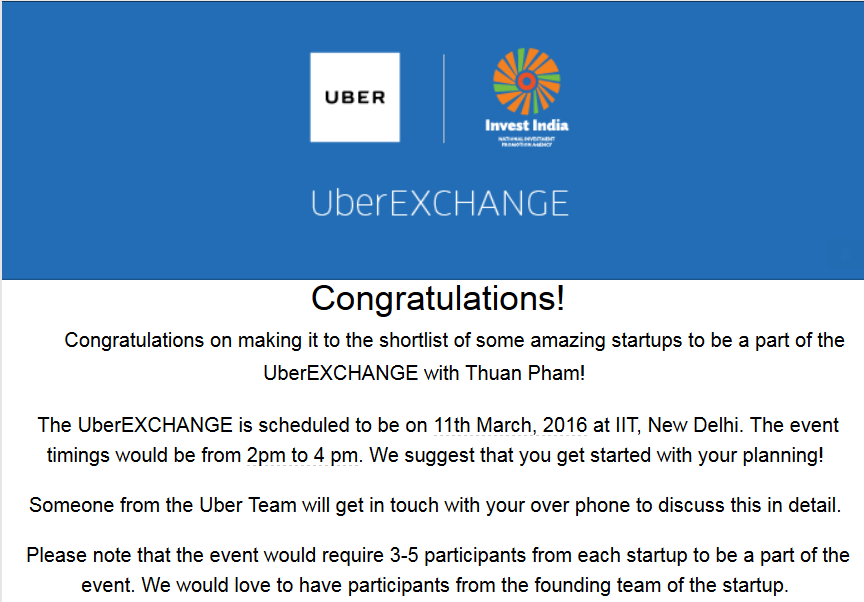 UBER
Invest India
NATIONAL INVESTMENT
PROMOTION AGENCY
UberEXCHANGE
Congratulations!
Congratulations on making it to the shortlist of some amazing startups to be a part of the
UberEXCHANGE with Thuan Pham!
The UberEXCHANGE is scheduled to be on 11th March, 2016 at IIT, New Delhi. The event
timings would be from 2pm to 4 pm. We suggest that you get started with your planning!
Someone from the Uber Team will get in touch with your over phone to discuss this in detail.
Please note that the event would require 3-5 participants from each startup to be a part of the
event. We would love to have participants from the founding team of the startup.